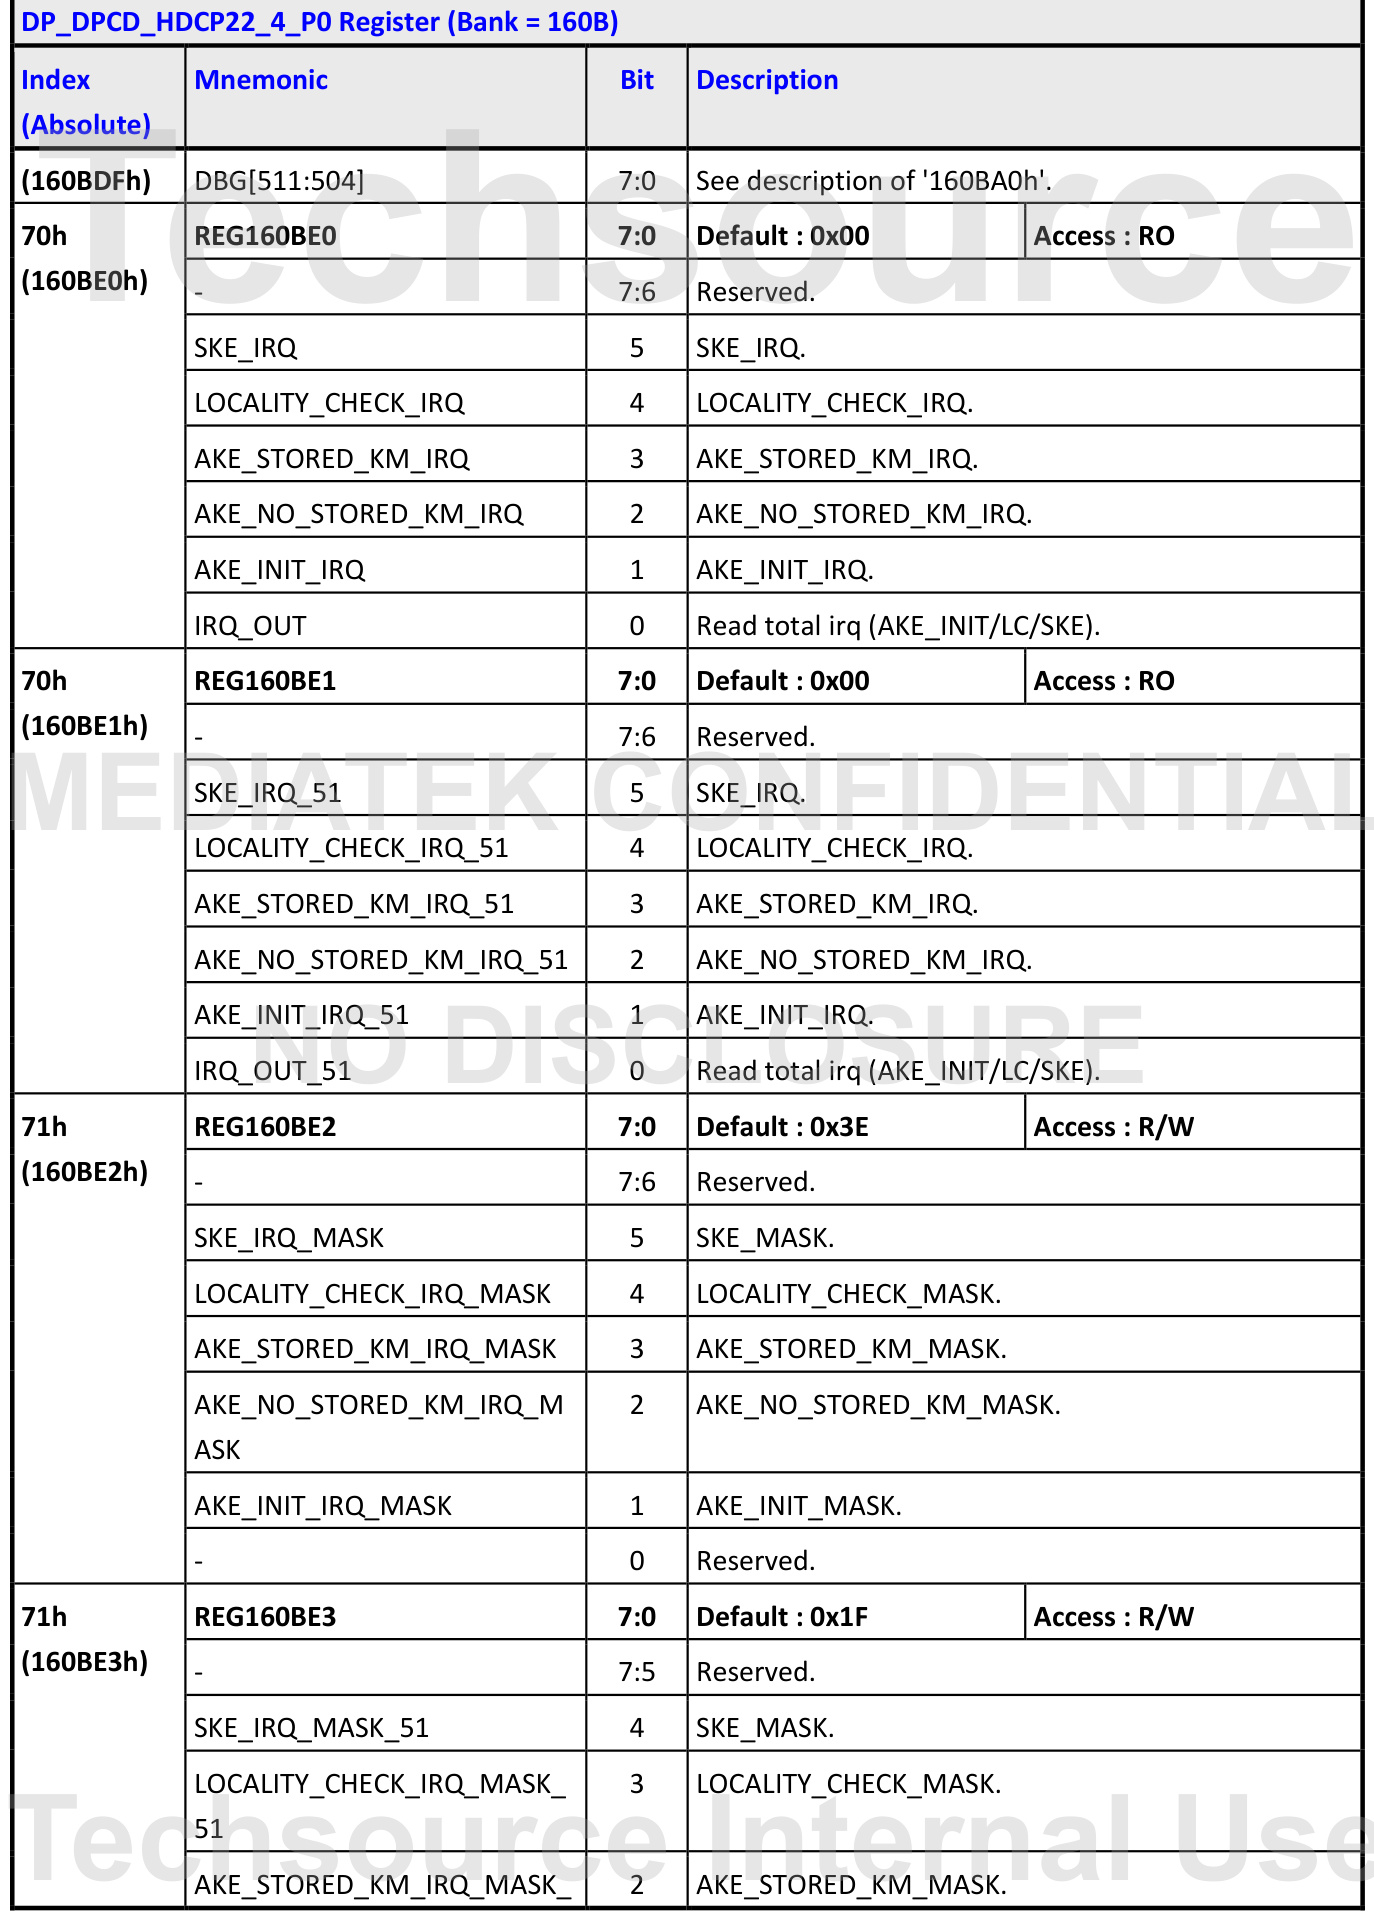 DP_DPCD_HDCP22_4_P0 Register (Bank = 160B)
Index (Absolute) Mnemonic Bit Description
(160BDFh) DBG[511:504] 7:0 See description of '160BA0h'.
70h (160BE0h) REG160BE0 7:0 Default : 0x00 Access : RO
- 7:6 Reserved.
SKE_IRQ 5 SKE_IRQ.
LOCALITY_CHECK_IRQ 4 LOCALITY_CHECK_IRQ.
AKE_STORED_KM_IRQ 3 AKE_STORED_KM_IRQ.
AKE_NO_STORED_KM_IRQ 2 AKE_NO_STORED_KM_IRQ.
AKE_INIT_IRQ 1 AKE_INIT_IRQ.
IRQ_OUT 0 Read total irq (AKE_INIT/LC/SKE).
70h (160BE1h) REG160BE1 7:0 Default : 0x00 Access : RO
- 7:6 Reserved.
SKE_IRQ_51 5 SKE_IRQ.
LOCALITY_CHECK_IRQ_51 4 LOCALITY_CHECK_IRQ.
AKE_STORED_KM_IRQ_51 3 AKE_STORED_KM_IRQ.
AKE_NO_STORED_KM_IRQ_51 2 AKE_NO_STORED_KM_IRQ.
AKE_INIT_IRQ_51 1 AKE_INIT_IRQ.
IRQ_OUT_51 0 Read total irq (AKE_INIT/LC/SKE).
71h (160BE2h) REG160BE2 7:0 Default : 0x3E Access : R/W
- 7:6 Reserved.
SKE_IRQ_MASK 5 SKE_MASK.
LOCALITY_CHECK_IRQ_MASK 4 LOCALITY_CHECK_MASK.
AKE_STORED_KM_IRQ_MASK 3 AKE_STORED_KM_MASK.
AKE_NO_STORED_KM_IRQ_M 2 AKE_NO_STORED_KM_MASK.
ASK
AKE_INIT_IRQ_MASK 1 AKE_INIT_MASK.
- 0 Reserved.
71h (160BE3h) REG160BE3 7:0 Default : 0x1F Access : R/W
- 7:5 Reserved.
SKE_IRQ_MASK_51 4 SKE_MASK.
LOCALITY_CHECK_IRQ_MASK_ 3 LOCALITY_CHECK_MASK.
51
AKE_STORED_KM_IRQ_MASK_ 2 AKE_STORED_KM_MASK.
Techsource
MEDIATEK CONFIDENTIAL
NO DISCLOSURE
Techsource Internal Use